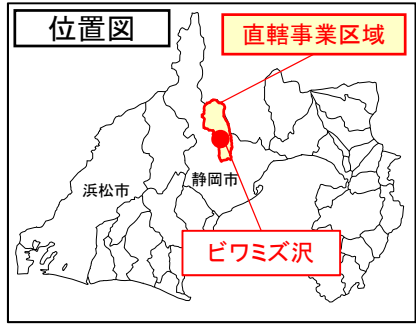 位置図
直轄事業区域
浜松市
静岡市
ビワミズ沢